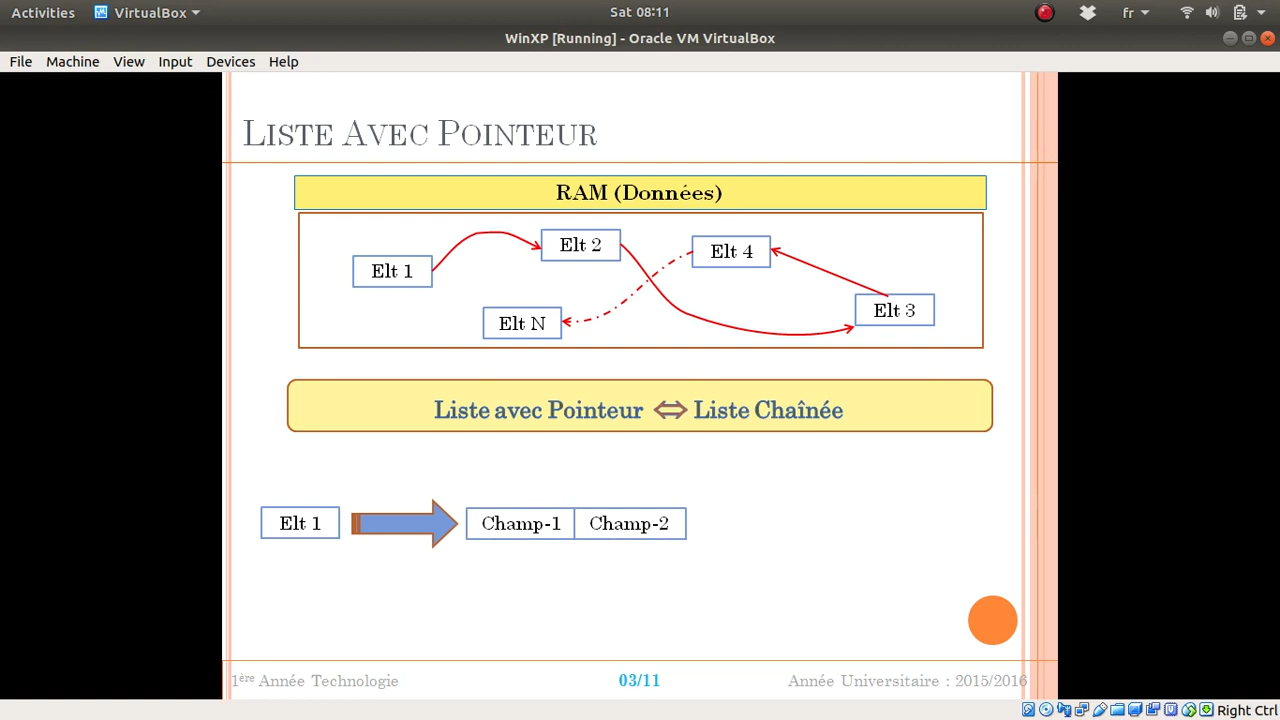 Activities VirtualBox Sat 08:11 fr
WinXP [Running] - Oracle VM VirtualBox
File Machine View Input Devices Help
LISTE AVEC POINTEUR
RAM (Données)
Elt 1
Elt 2
Elt 4
Elt 3
Elt N
Liste avec Pointeur ⇔ Liste Chaînée
Elt 1 Champ-1 Champ-2
1ère Année Technologie 03/11 Année Universitaire : 2015/2016
Right Ctrl